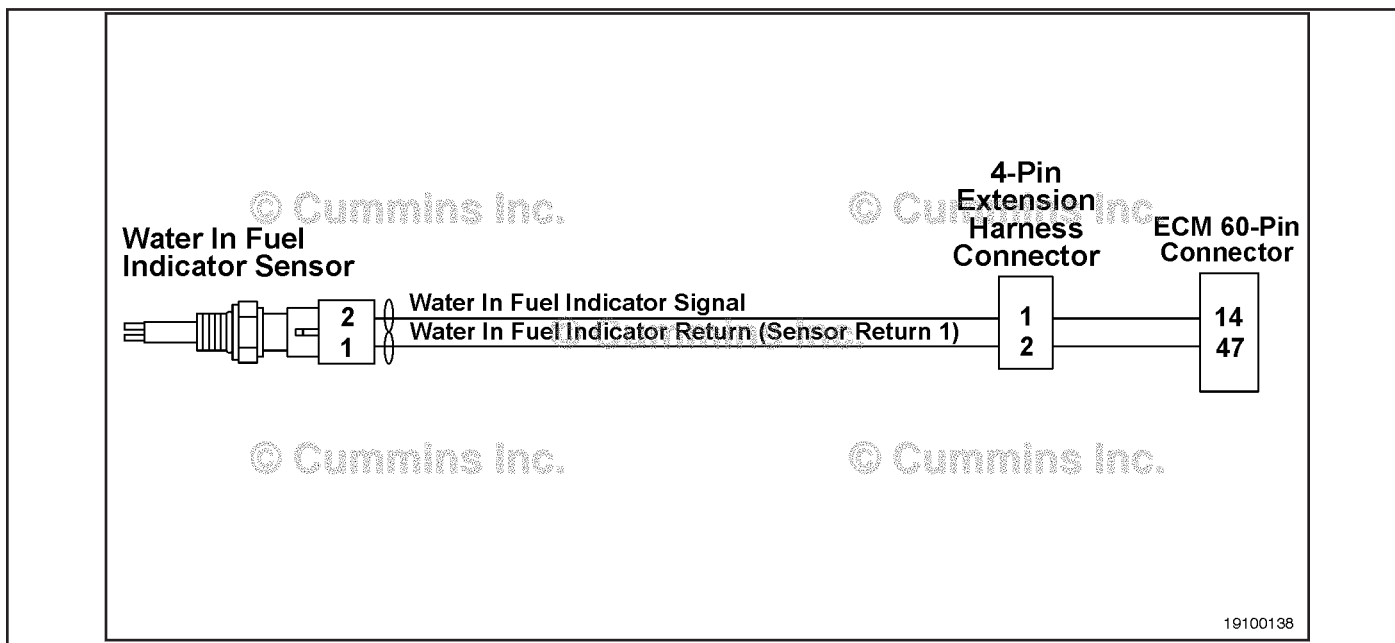 © Cummins Inc.
© Cummins Inc.
4-Pin
Extension
Harness
Connector
ECM 60-Pin
Connector
Water In Fuel
Indicator Sensor
2
1
Water In Fuel Indicator Signal
Water In Fuel Indicator Return (Sensor Return 1)
© Cummins Inc.
1
2
14
47
© Cummins Inc.
© Cummins Inc.
19100138